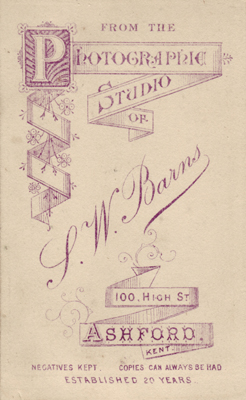 FROM THE
PHOTOGRAPHIC
STUDIO
OF
S. W. Barns
100. HIGH ST
ASHFORD.
KENT
NEGATIVES KEPT. COPIES CAN ALWAYS BE HAD
ESTABLISHED 20 YEARS.